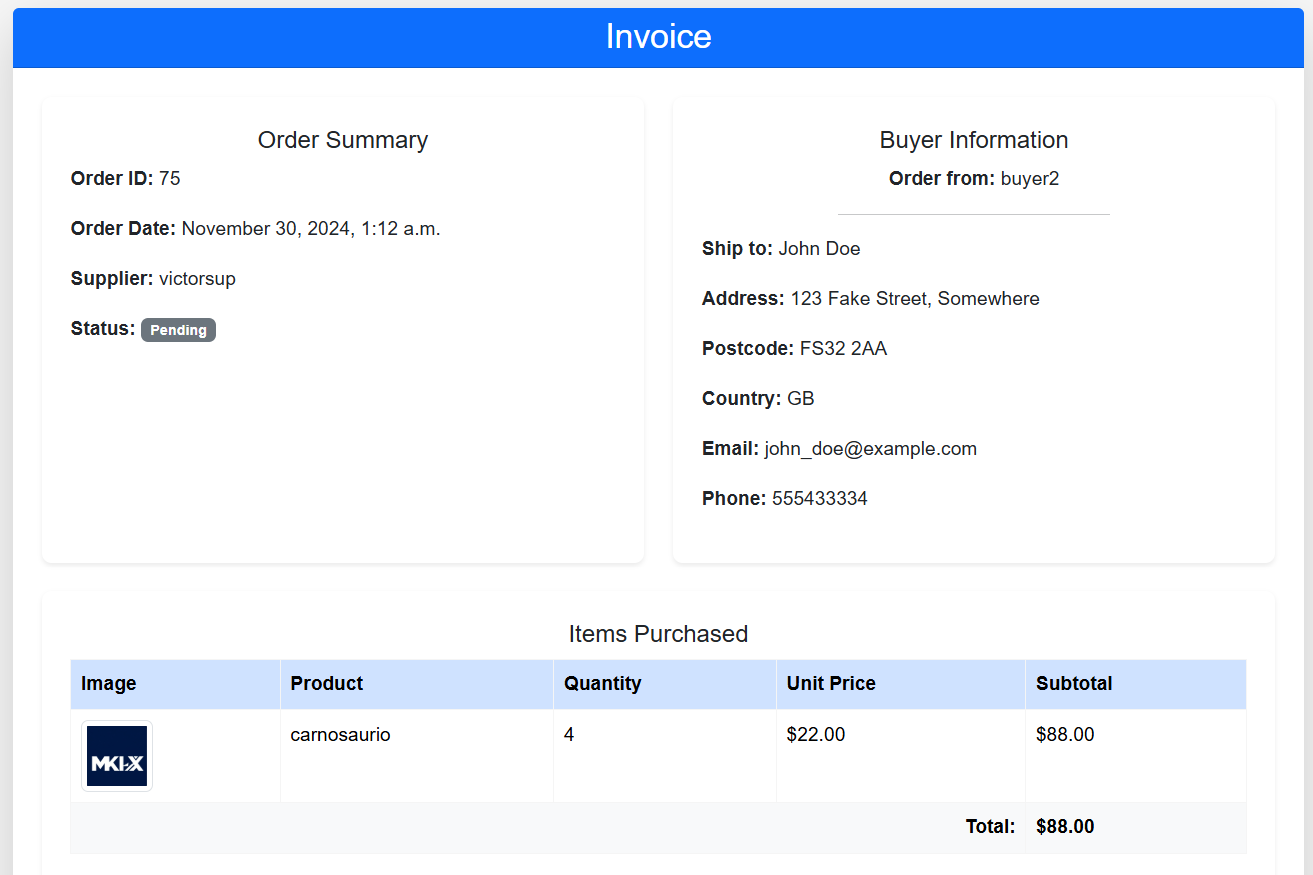 Invoice
Order Summary
Order ID: 75
Order Date: November 30, 2024, 1:12 a.m.
Supplier: victorsup
Status: Pending
Buyer Information
Order from: buyer2
Ship to: John Doe
Address: 123 Fake Street, Somewhere
Postcode: FS32 2AA
Country: GB
Email: john_doe@example.com
Phone: 555433334
Items Purchased
Image Product Quantity Unit Price Subtotal
MKI-X carnosaurio 4 $22.00 $88.00
Total: $88.00